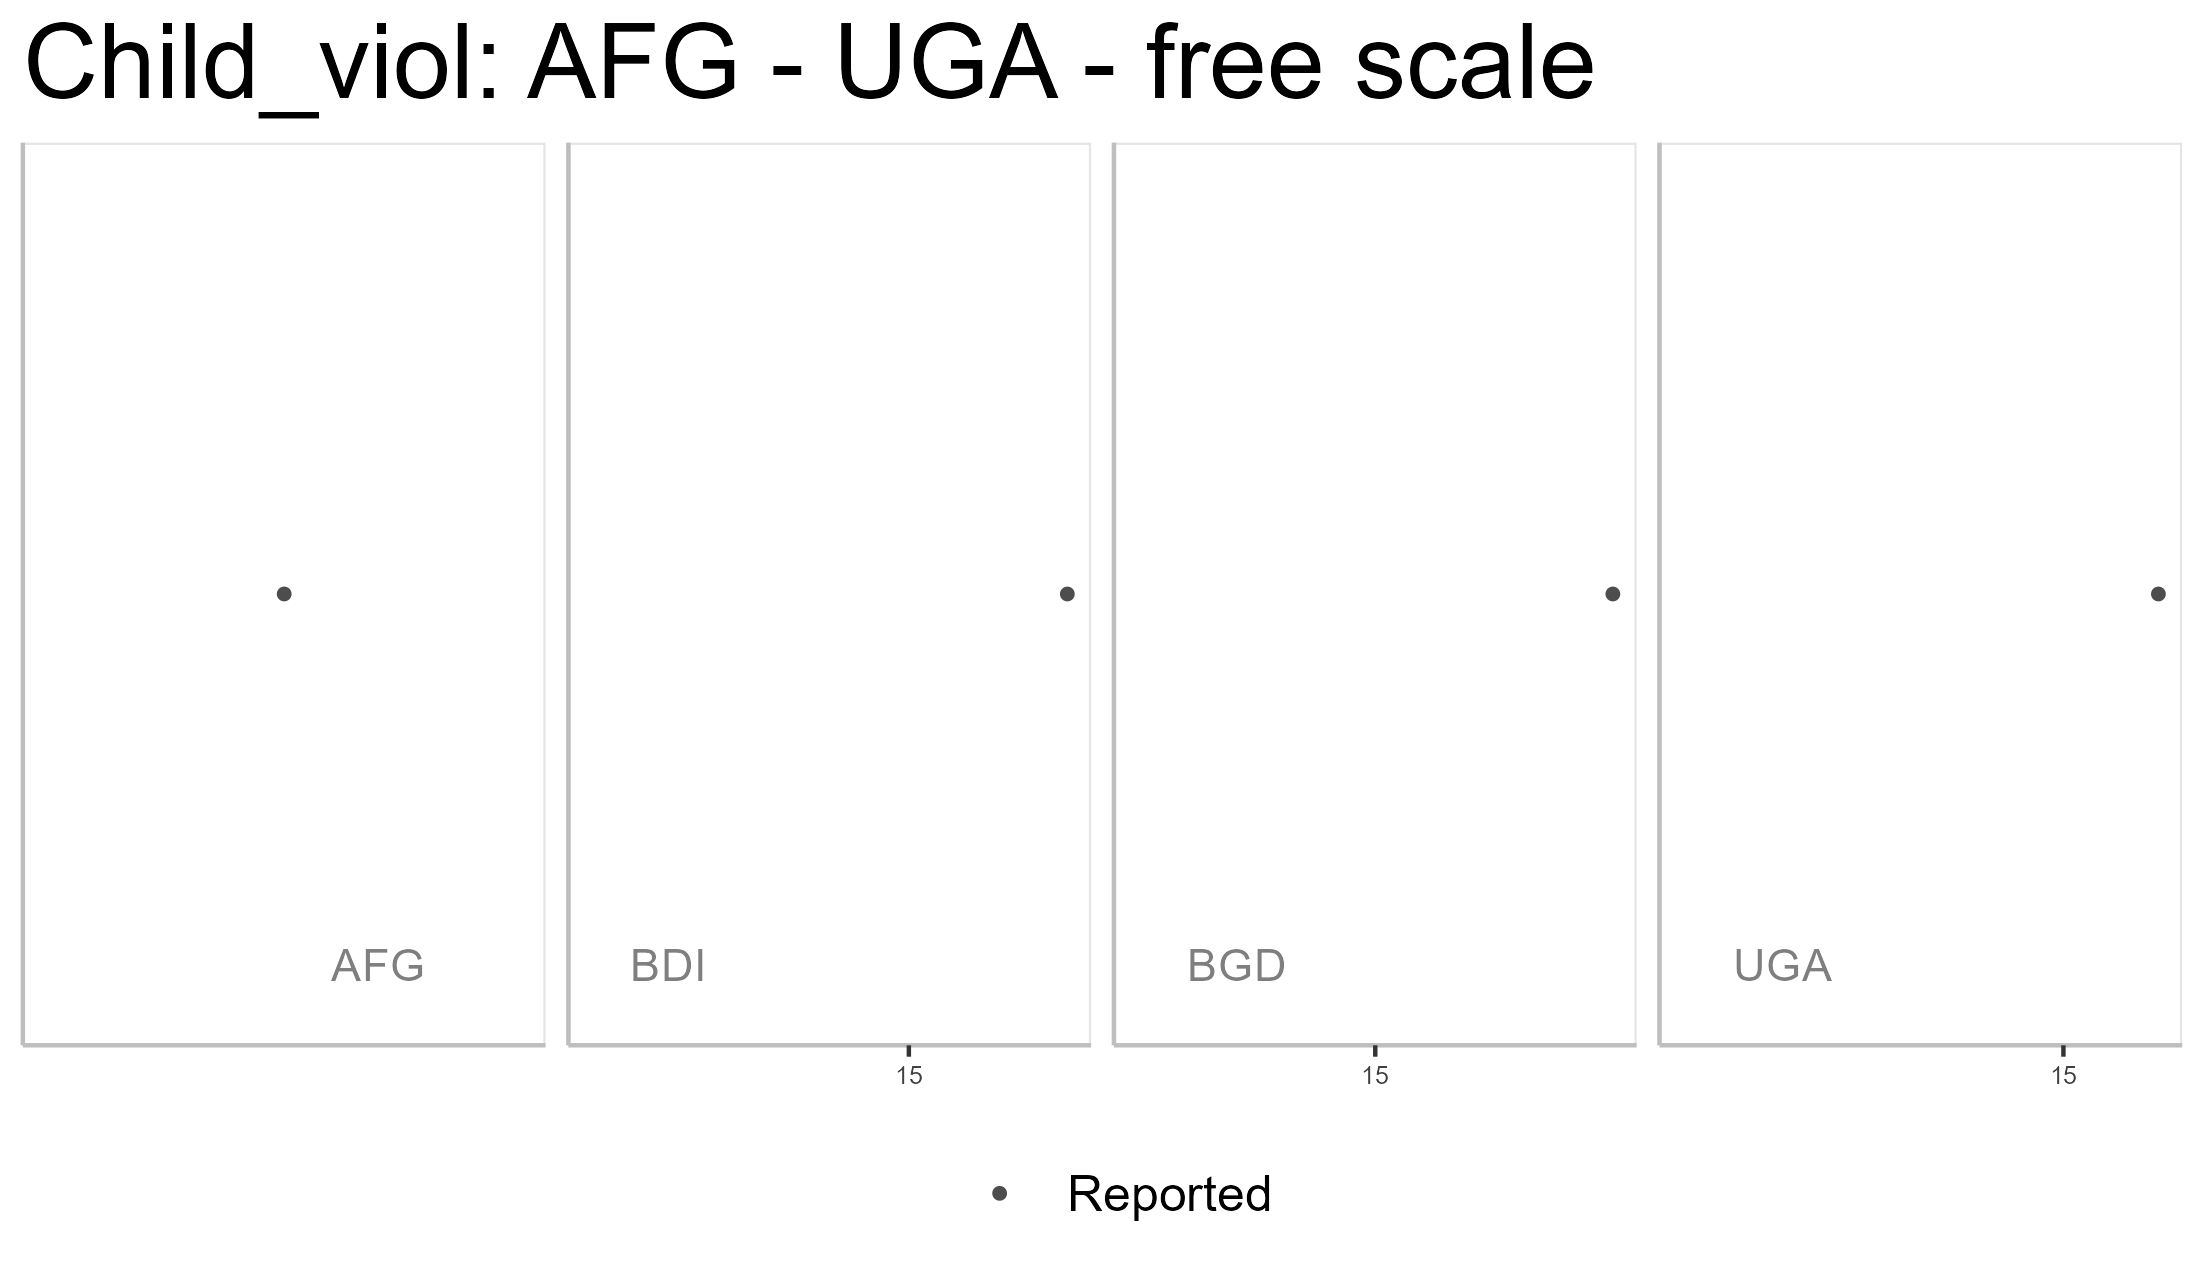 Child_viol: AFG - UGA - free scale
AFG
BDI
BGD
UGA
15
15
15
Reported